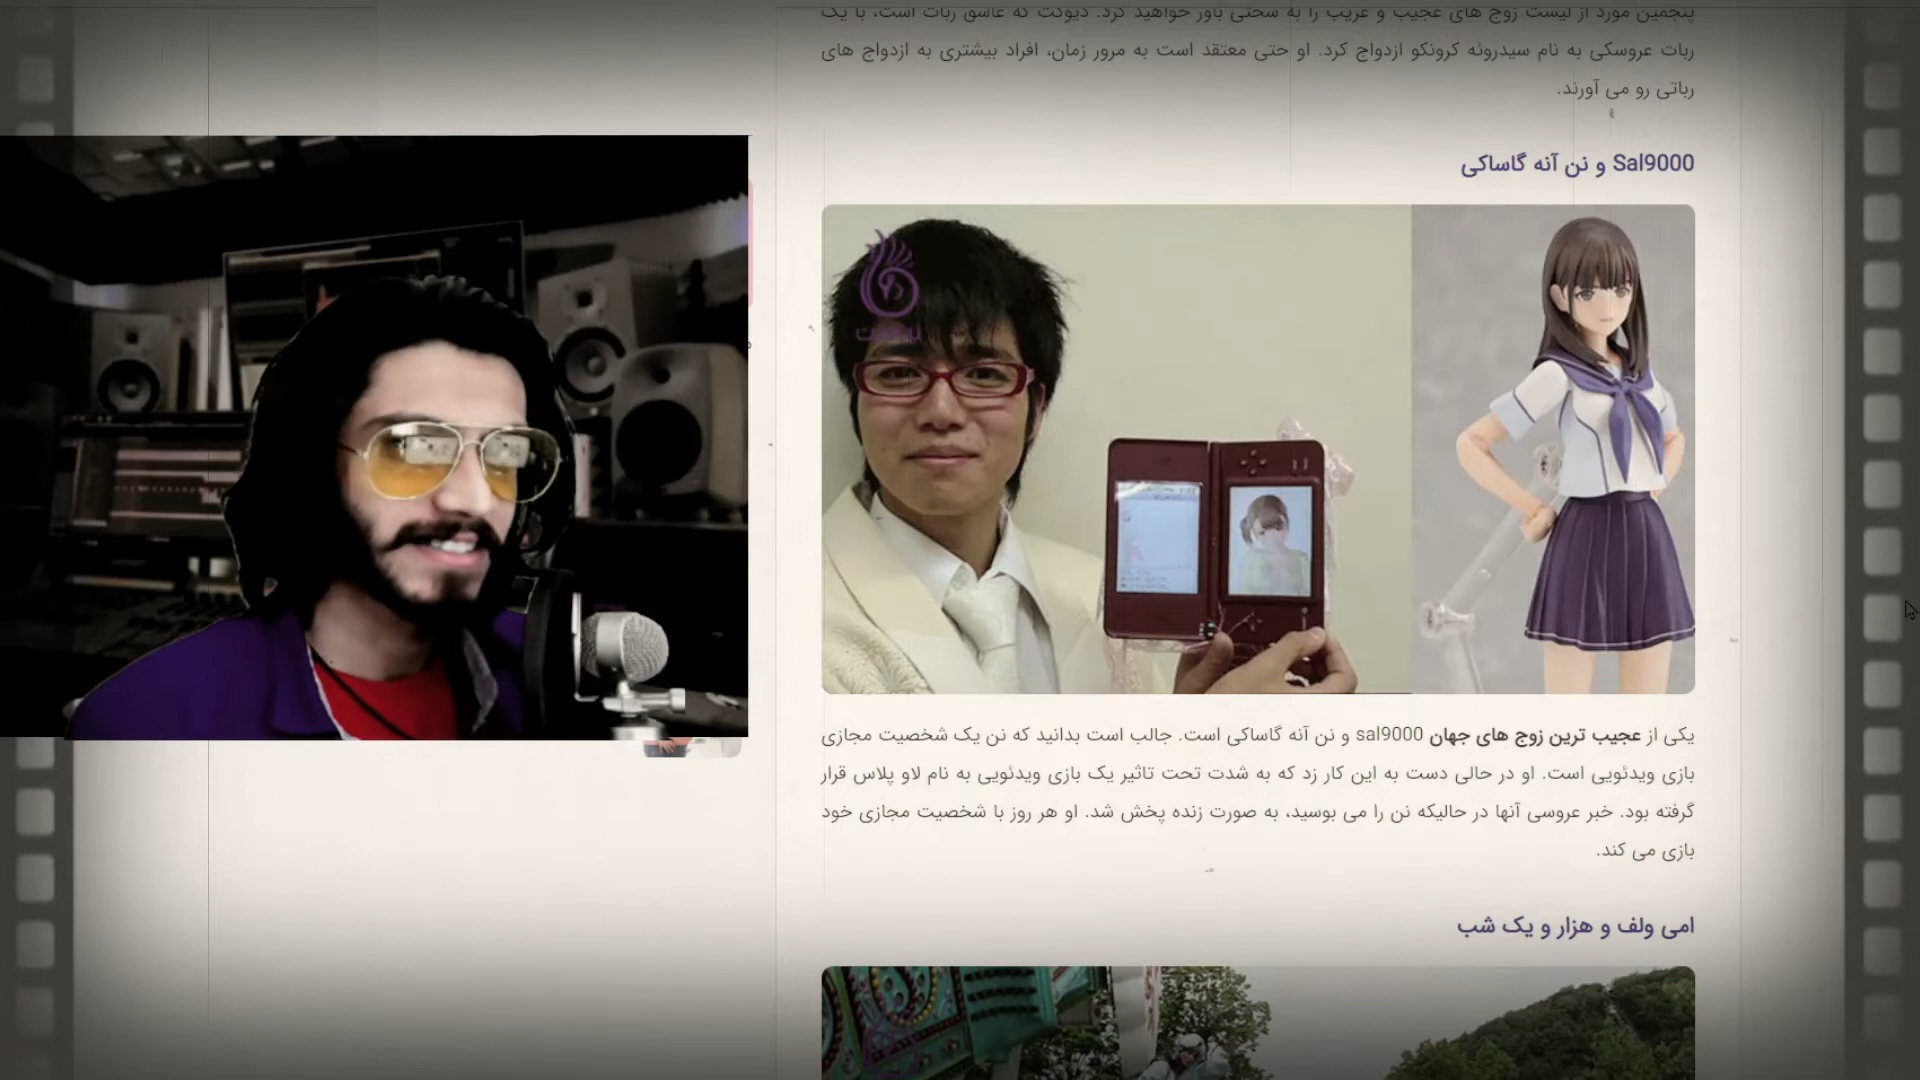 پنجمین مورد از لیست زوج های عجیب و غریب را به سختی باور خواهید کرد. دیوکت که عاشق ربات است، با یک
ربات عروسکی به نام سیدروئه کرونکو ازدواج کرد. او حتی معتقد است به مرور زمان، افراد بیشتری به ازدواج های
رباتی رو می آورند.
Sal9000 و نن آنه گاساکی
یکی از عجیب ترین زوج های جهان sal9000 و نن آنه گاساکی است. جالب است بدانید که نن یک شخصیت مجازی
بازی ویدئویی است. او در حالی دست به این کار زد که به شدت تحت تاثیر یک بازی ویدئویی به نام لاو پلاس قرار
گرفته بود. خبر عروسی آنها در حالیکه نن را می بوسید، به صورت زنده پخش شد. او هر روز با شخصیت مجازی خود
بازی می کند.
امی ولف و هزار و یک شب